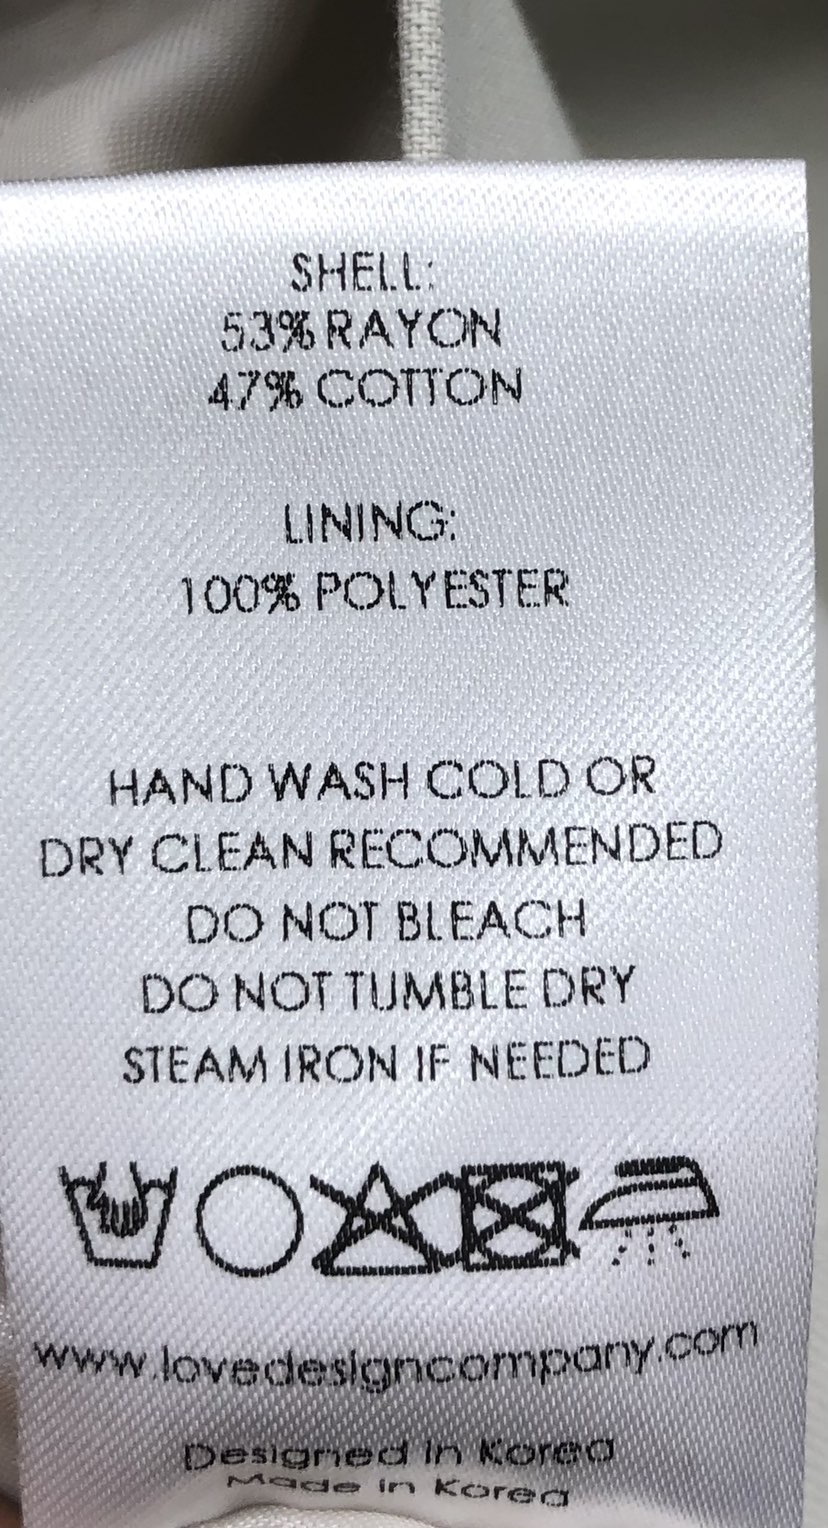 SHELL:
53% RAYON
47% COTTON
LINING:
100% POLYESTER
HAND WASH COLD OR
DRY CLEAN RECOMMENDED
DO NOT BLEACH
DO NOT TUMBLE DRY
STEAM IRON IF NEEDED
www.lovedesigncompany.com
Designed in Korea
Made in Korea